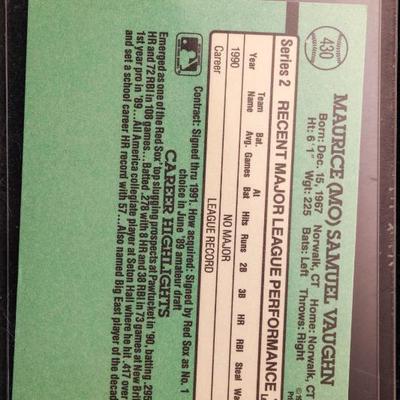 430
MAURICE (MO) SAMUEL VAUGHN
Born: Dec. 15, 1967 Norwalk, CT Home: Norwalk, CT
Ht: 6' 1" Wgt: 225 Bats: Left Throws: Right
Series 2 RECENT MAJOR LEAGUE PERFORMANCE
Year Team Bat. Avg. Games At Bat Hits Runs 2B 3B HR RBI Steal
1990 NO MAJOR
Career LEAGUE RECORD
Contract: Signed thru 1991. How acquired: Signed by Red Sox as No. 1
choice in June '89 amateur draft
CAREER HIGHLIGHTS
Emerged as one of the Red Sox' top slugging prospects at Pawtucket in '90, batting .295
HR and 72 RBI in 108 games... Batted .278 with 8 HR and 38 RBI in 73 games at New Brit
1st year pro in '89... All-America collegiate player at Seton Hall where he hit .417 over
and set a school career HR record with 57...Also named Big East player of the decad